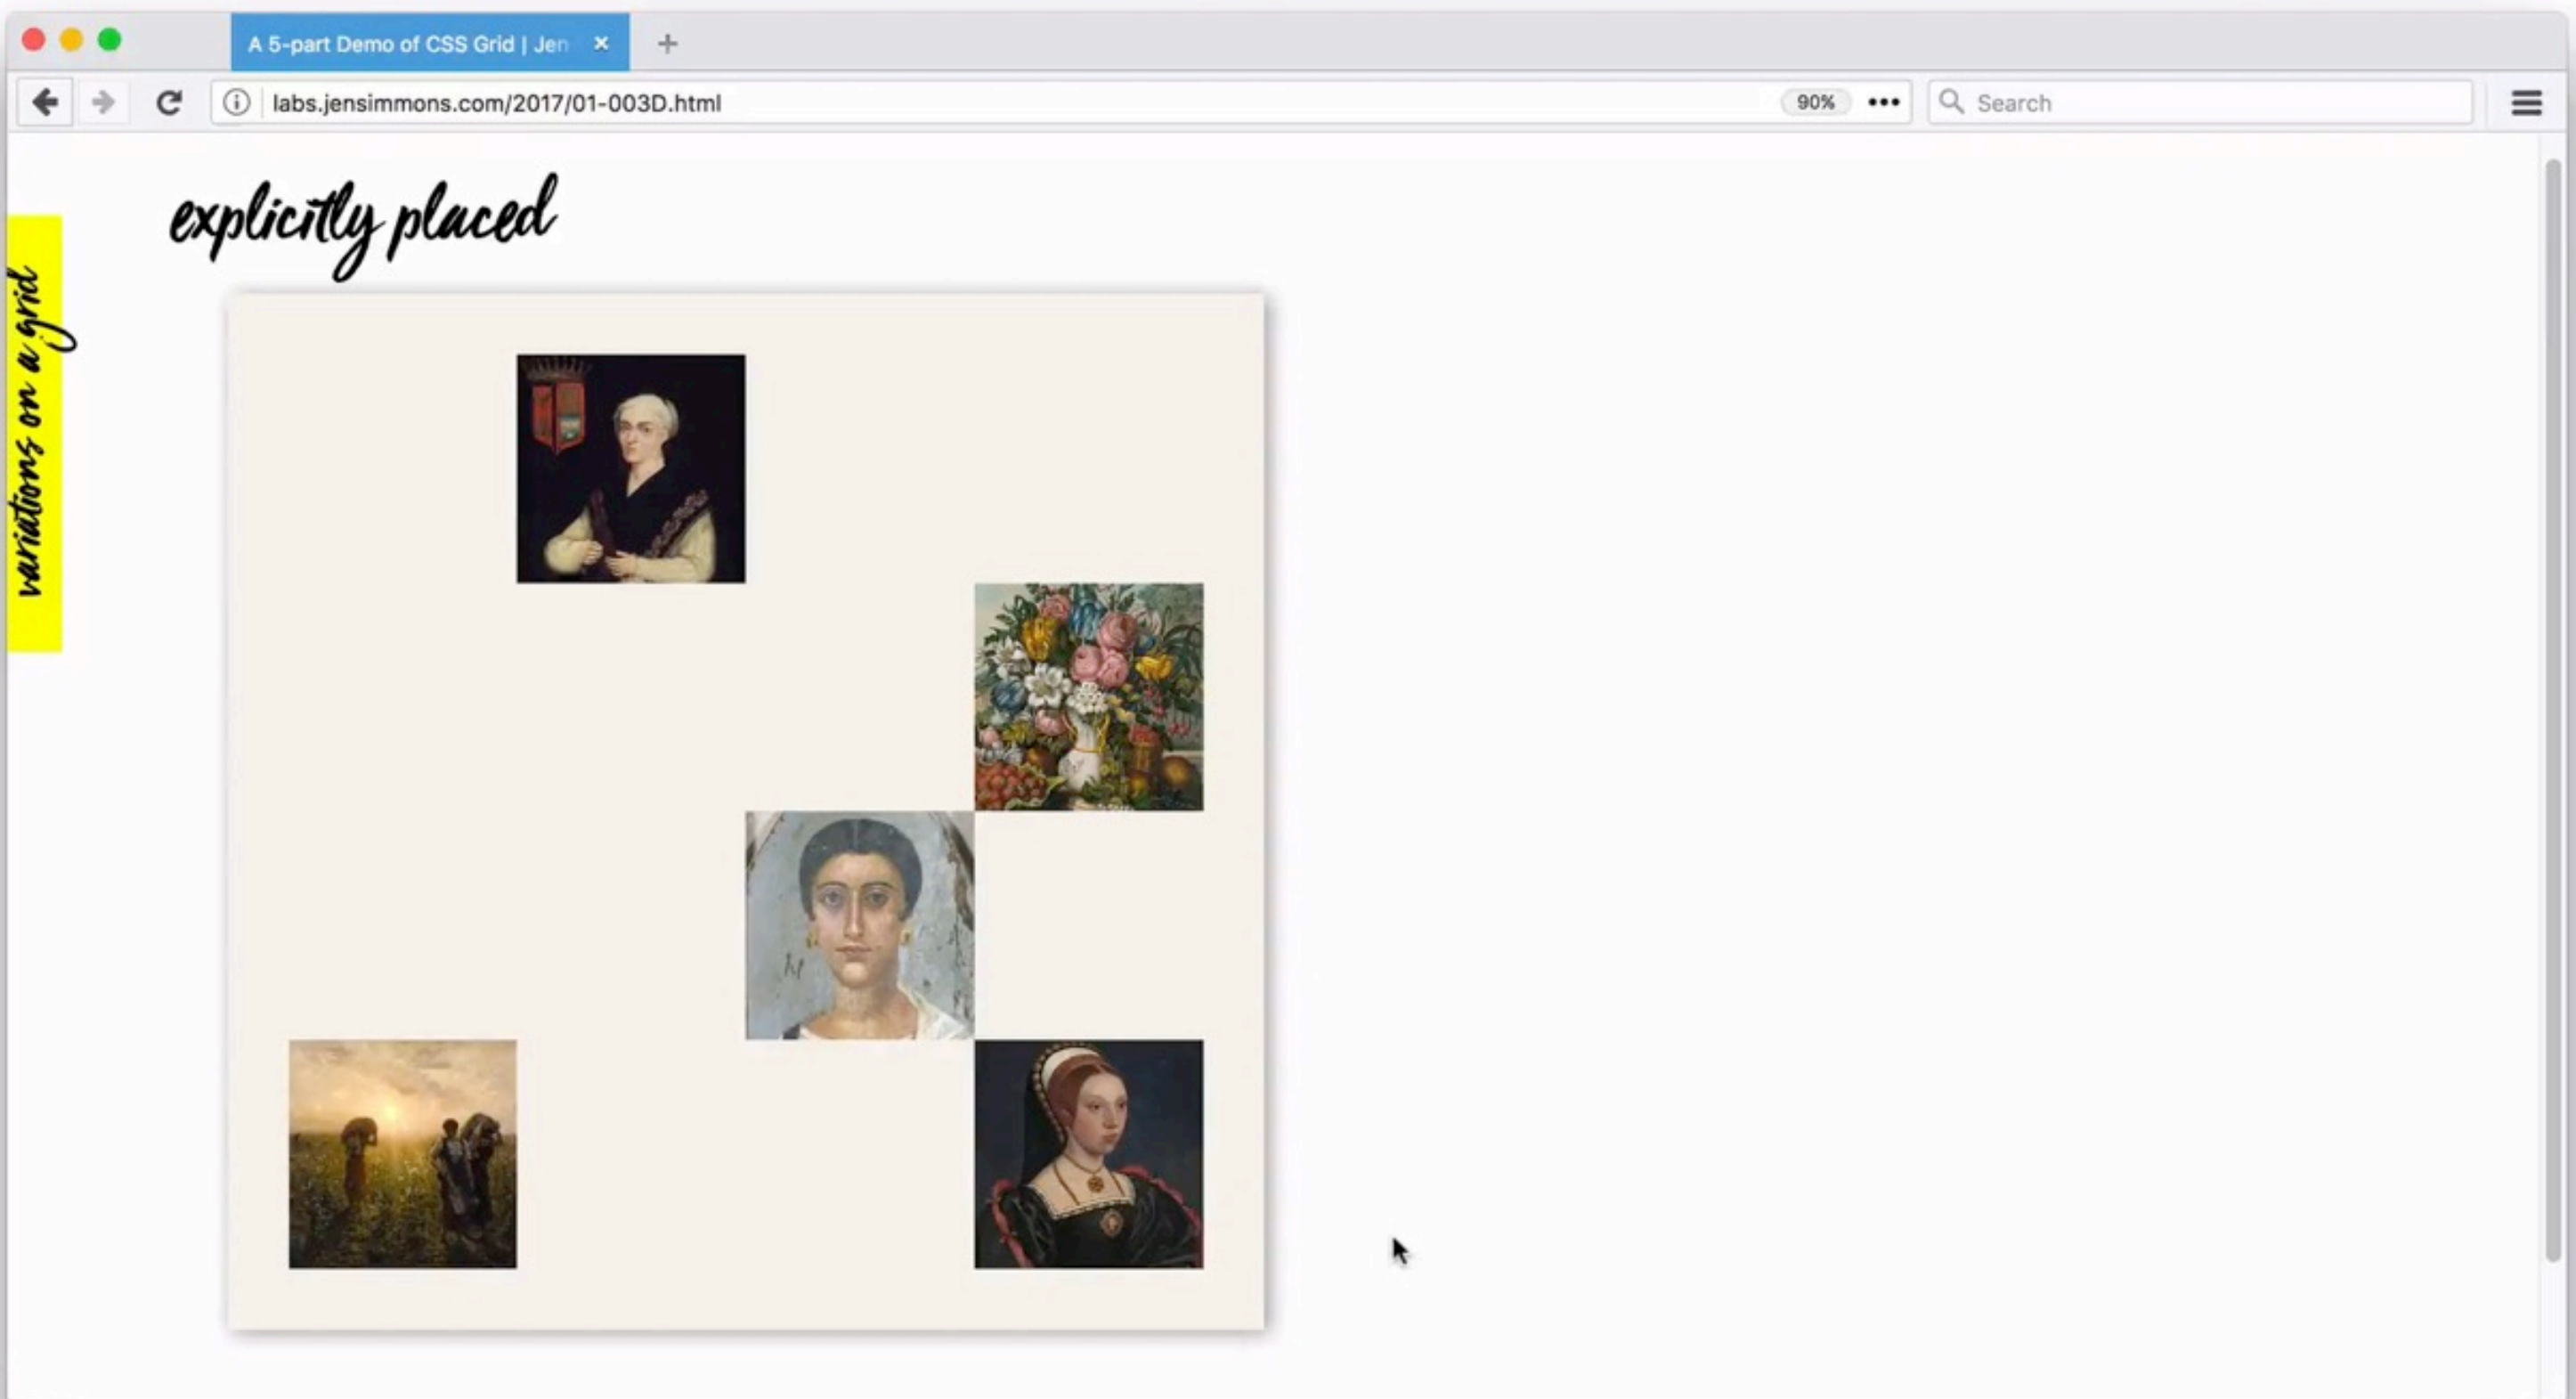 A 5-part Demo of CSS Grid | Jen
labs.jensimmons.com/2017/01-003D.html
90%
Search
explicitly placed
variations on a grid